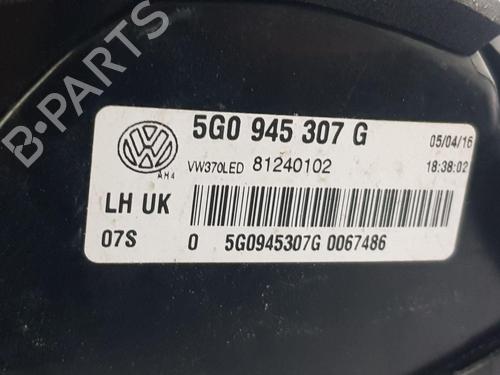 B-PARTS
5G0 945 307 G
05/04/16
VW370LED 81240102
18:38:02
AH4
LH UK
07S
0 5G0945307G 0067486